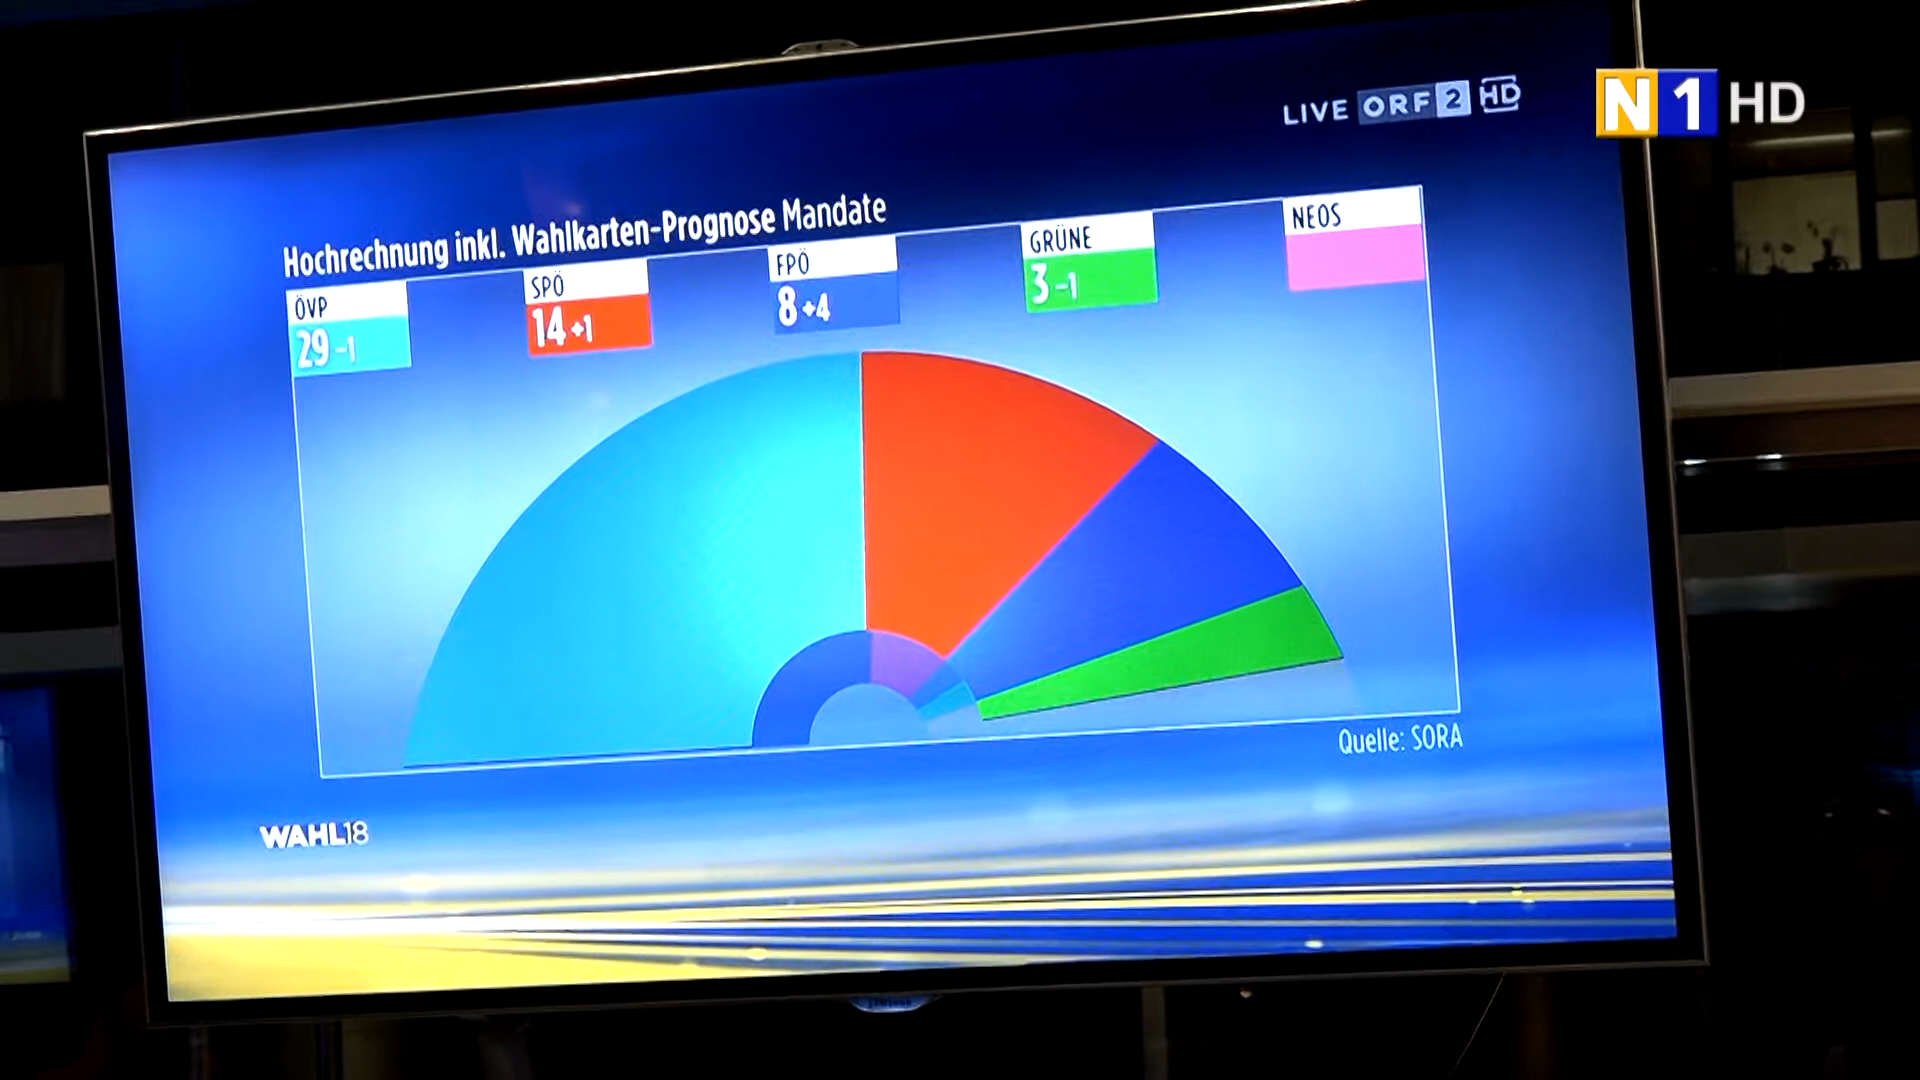 LIVE ORF 2 HD
N1 HD
Hochrechnung inkl. Wahlkarten-Prognose Mandate
ÖVP
29 -1
SPÖ
14 +1
FPÖ
8 +4
GRÜNE
3 -1
NEOS
Quelle: SORA
WAHL18